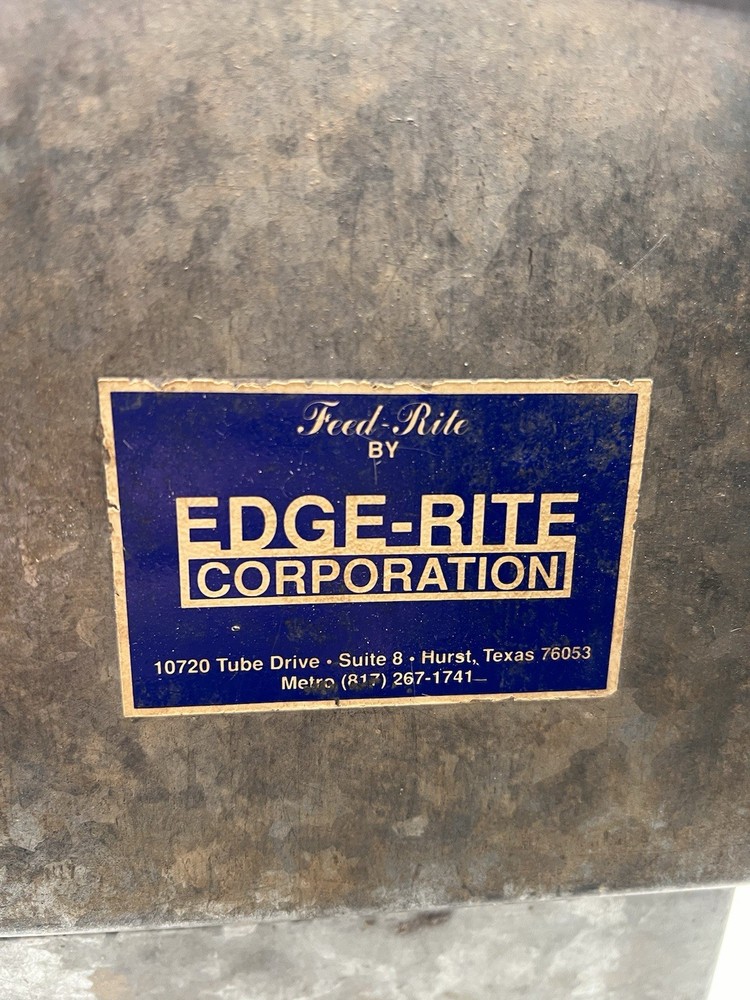 Feed-Rite
BY
EDGE-RITE
CORPORATION
10720 Tube Drive • Suite 8 • Hurst, Texas 76053
Metro (817) 267-1741